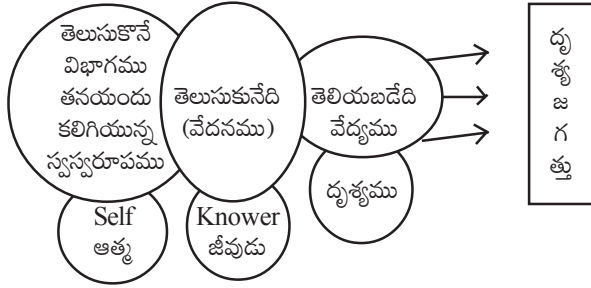 తెలుసుకొనే
విభాగము
తనయందు
కలిగియున్న
స్వస్వరూపము
తెలుసుకునేది
(వేదనము)
తెలియబడేది
వేద్యము
దృశ్యము
Self
ఆత్మ
Knower
జీవుడు
దృ
శ్య
జ
గ
త్తు